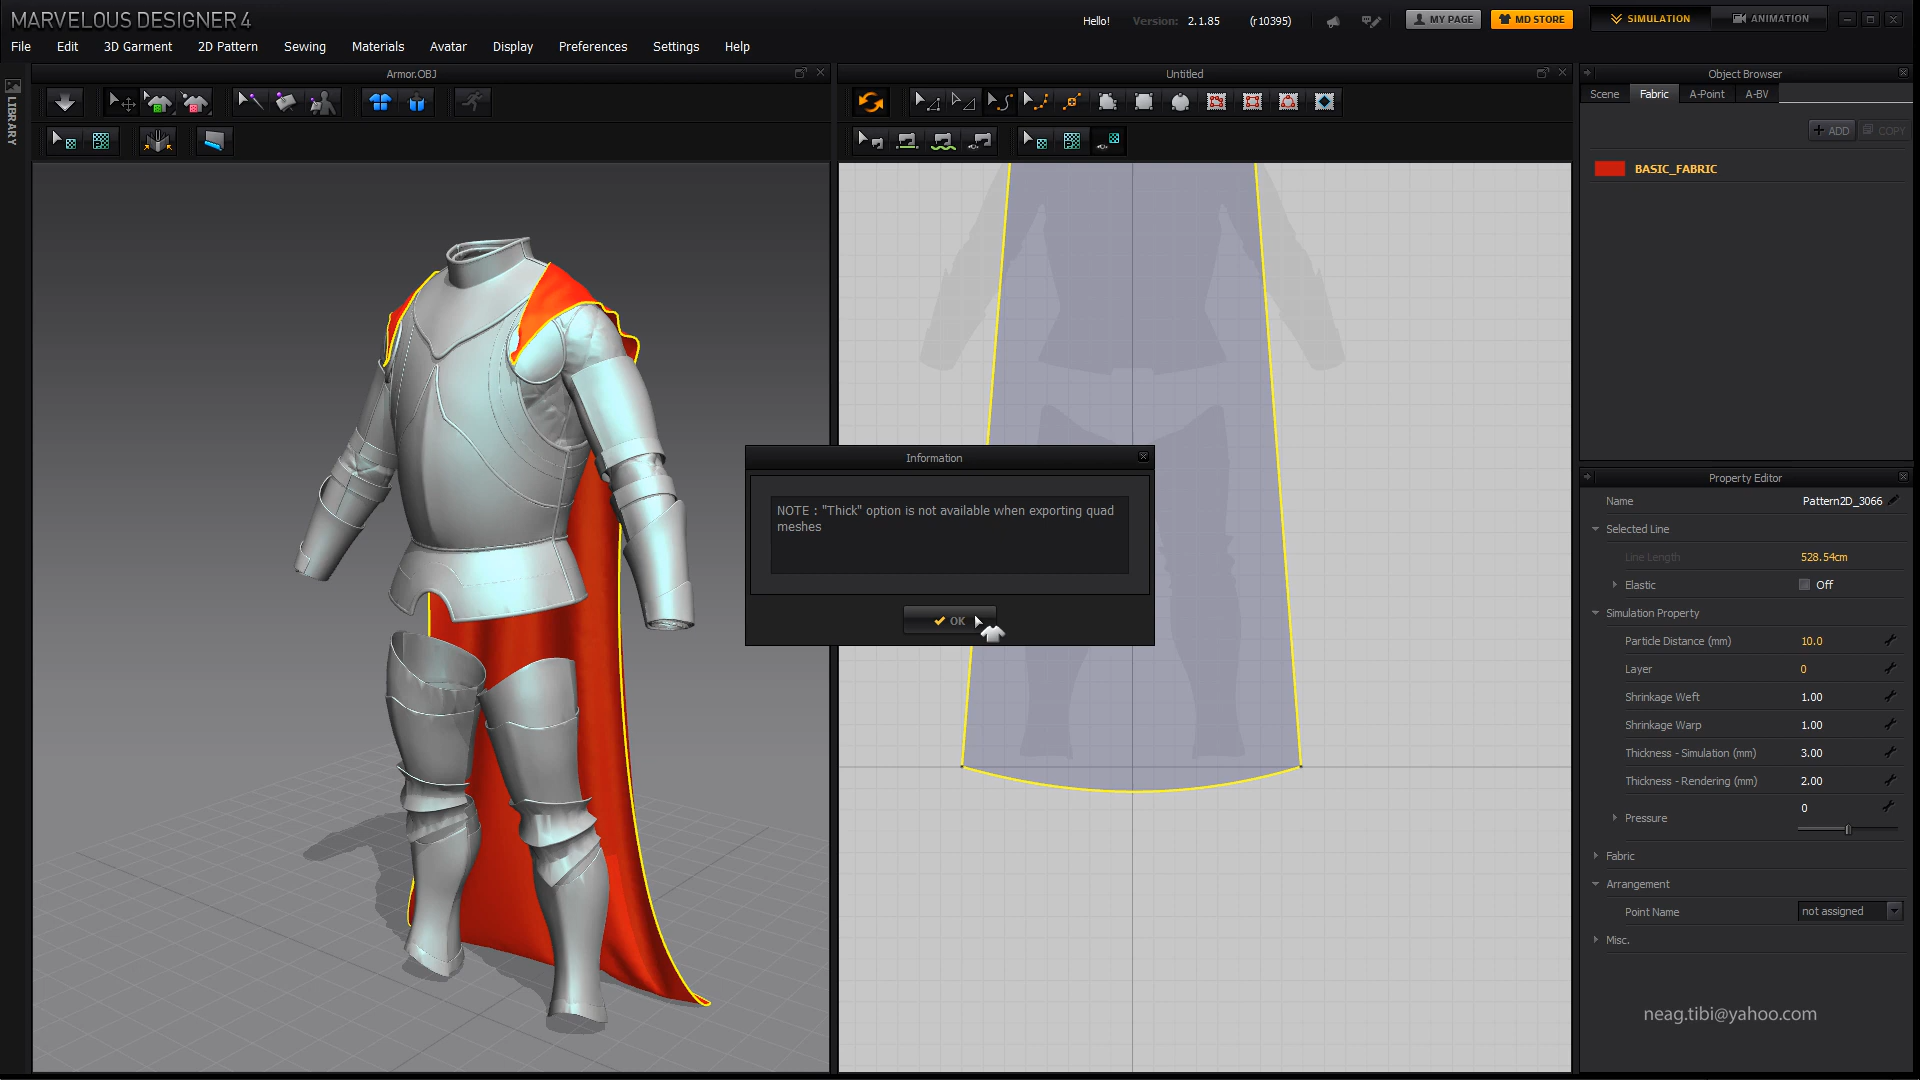 MARVELOUS DESIGNER 4
Hello! Version: 2.1.85 (r10395) MY PAGE MD STORE SIMULATION ANIMATION
File Edit 3D Garment 2D Pattern Sewing Materials Avatar Display Preferences Settings Help
LIBRARY
Armor.OBJ
Untitled
Object Browser
Scene Fabric A-Point A-BV
+ ADD COPY
BASIC_FABRIC
Information
NOTE : "Thick" option is not available when exporting quad
meshes
OK
Property Editor
Name Pattern2D_3066
Selected Line
Line Length 528.54cm
Elastic Off
Simulation Property
Particle Distance (mm) 10.0
Layer 0
Shrinkage Weft 1.00
Shrinkage Warp 1.00
Thickness - Simulation (mm) 3.00
Thickness - Rendering (mm) 2.00
Pressure 0
Fabric
Arrangement
Point Name not assigned
Misc.
neag.tibi@yahoo.com